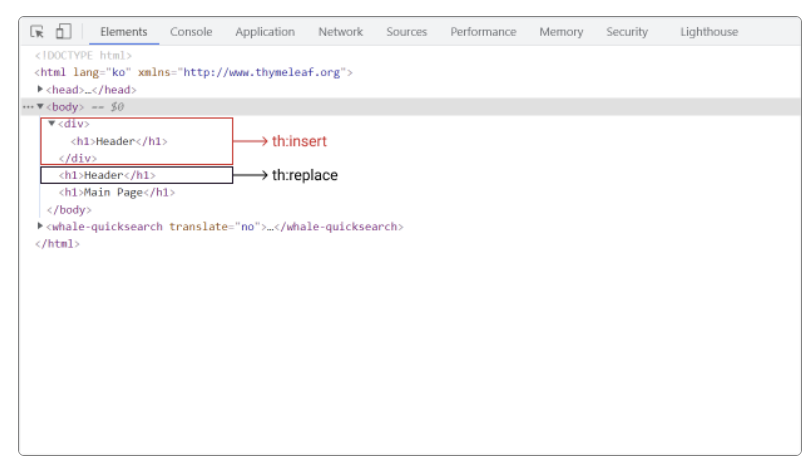 Elements Console Application Network Sources Performance Memory Security Lighthouse
<!DOCTYPE html>
<html lang="ko" xmlns="http://www.thymeleaf.org">
▶<head>…</head>
…▼<body> == $0
▼<div>
<h1>Header</h1> → th:insert
</div>
<h1>Header</h1> → th:replace
<h1>Main Page</h1>
</body>
▶<whale-quicksearch translate="no">…</whale-quicksearch>
</html>